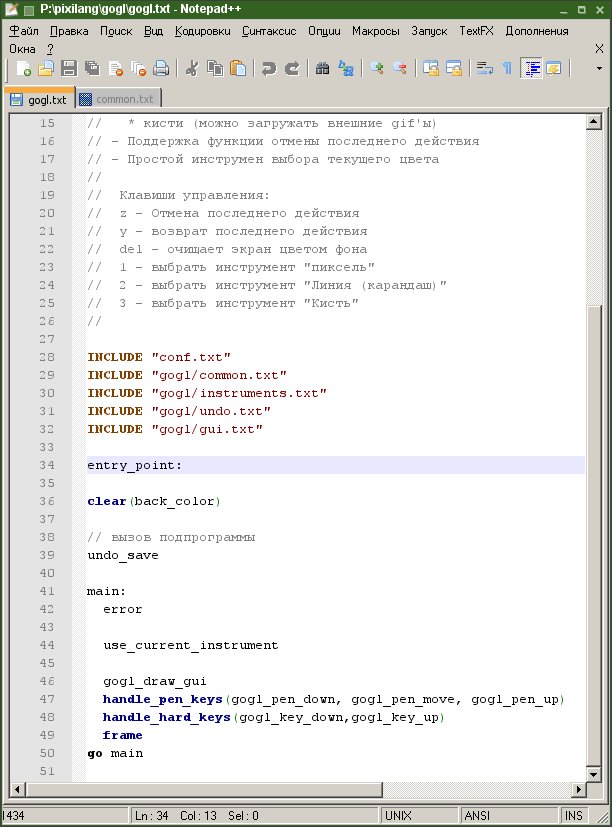 P:\pixilang\gogl\gogl.txt - Notepad++
Файл Правка Поиск Вид Кодировки Синтаксис Опции Макросы Запуск TextFX Дополнения
Окна ? X
gogl.txt common.txt
15 //   * кисти (можно загружать внешние gif'ы)
16 // - Поддержка функции отмены последнего действия
17 // - Простой инструмен выбора текущего цвета
18 //
19 //  Клавиши управления:
20 //  z - Отмена последнего действия
21 //  y - возврат последнего действия
22 //  del - очищает экран цветом фона
23 //  1 - выбрать инструмент "пиксель"
24 //  2 - выбрать инструмент "Линия (карандаш)"
25 //  3 - выбрать инструмент "Кисть"
26 //
27
28 INCLUDE "conf.txt"
29 INCLUDE "gogl/common.txt"
30 INCLUDE "gogl/instruments.txt"
31 INCLUDE "gogl/undo.txt"
32 INCLUDE "gogl/gui.txt"
33
34 entry_point:
35
36 clear(back_color)
37
38 // вызов подпрограммы
39 undo_save
40
41 main:
42   error
43
44   use_current_instrument
45
46   gogl_draw_gui
47   handle_pen_keys(gogl_pen_down, gogl_pen_move, gogl_pen_up)
48   handle_hard_keys(gogl_key_down,gogl_key_up)
49   frame
50 go main
51
1434 Ln : 34 Col : 13 Sel : 0 UNIX ANSI INS